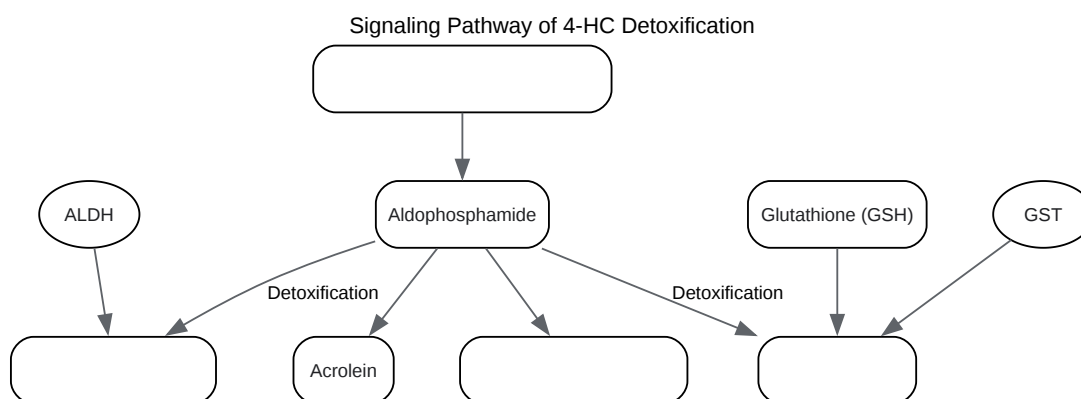 Signaling Pathway of 4-HC Detoxification
ALDH
Aldophosphamide
Glutathione (GSH)
GST
Detoxification
Detoxification
Acrolein